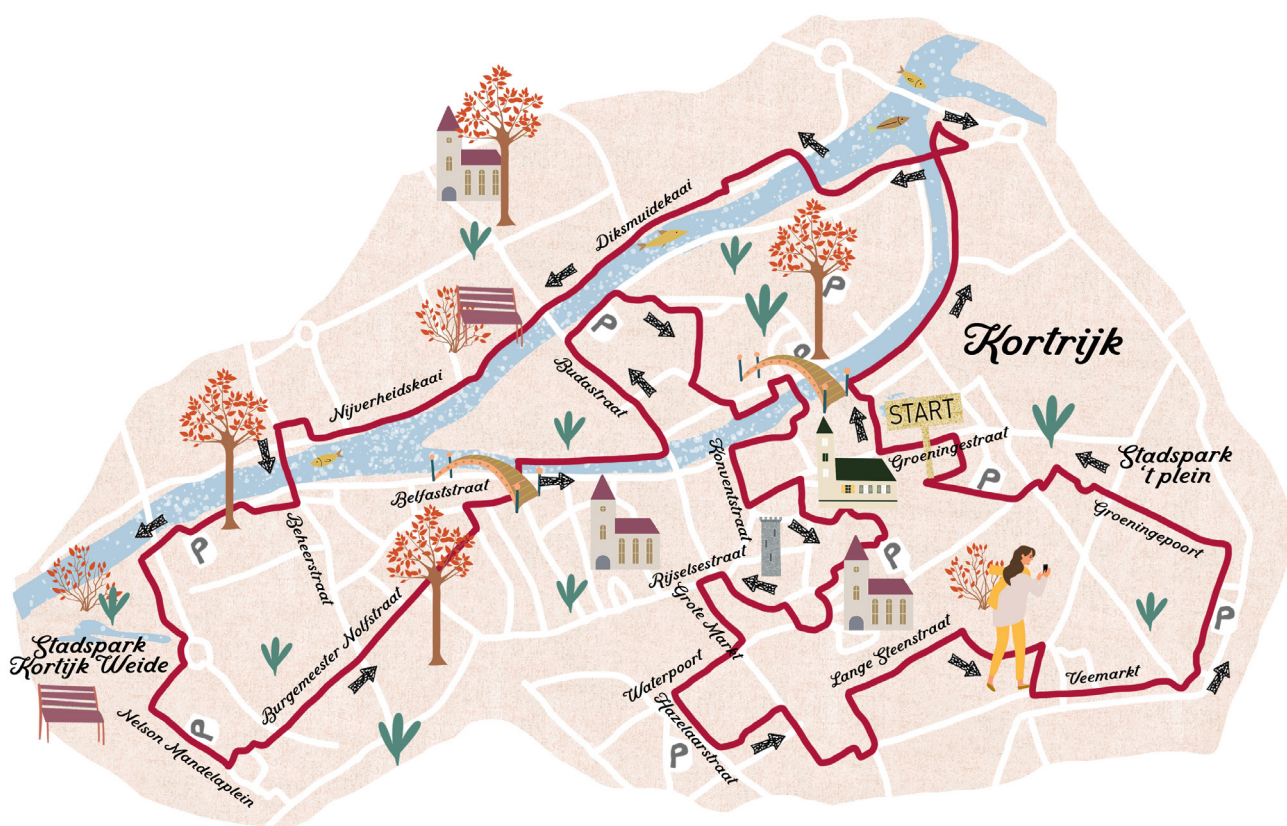 Diksmuidekaai
P
Kortrijk
Nijverheidskaai
P
Budastraat
P
START
Groeningestraat
P
Stadspark
't plein
Konventstraat
Belfaststraat
Groeningepoort
P
Beheerstraat
P
Rijselsestraat
Grote Markt
P
Stadspark
Kortijk Weide
Burgemeester Nolfstraat
Waterpoort
Lange Steenstraat
Veemarkt
Hazelaarstraat
P
Nelson Mandelaplein
P